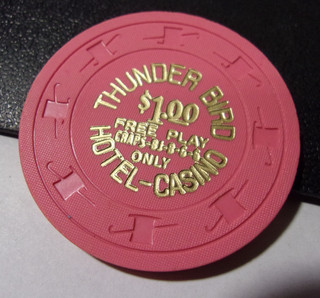 THUNDER BIRD
$1.00
FREE PLAY
ONLY
HOTEL-CASINO